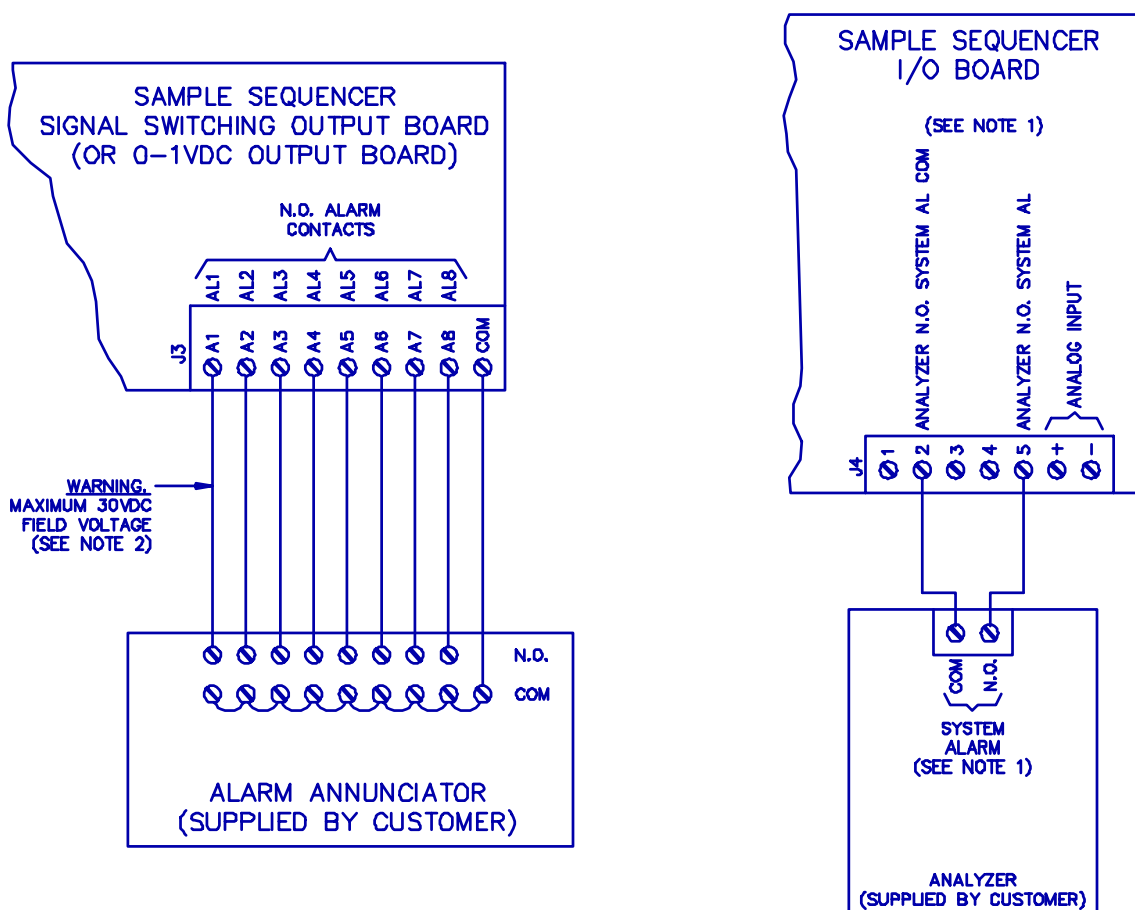 SAMPLE SEQUENCER
SIGNAL SWITCHING OUTPUT BOARD
(OR 0-1VDC OUTPUT BOARD)
N.O. ALARM
CONTACTS
AL1 AL2 AL3 AL4 AL5 AL6 AL7 AL8
J3 A1 A2 A3 A4 A5 A6 A7 A8 COM
WARNING.
MAXIMUM 30VDC
FIELD VOLTAGE
(SEE NOTE 2)
N.O.
COM
ALARM ANNUNCIATOR
(SUPPLIED BY CUSTOMER)
SAMPLE SEQUENCER
I/O BOARD
(SEE NOTE 1)
ANALYZER N.O. SYSTEM AL COM
ANALYZER N.O. SYSTEM AL
ANALOG INPUT
J4 1 2 3 4 5 + -
COM N.O.
SYSTEM
ALARM
(SEE NOTE 1)
ANALYZER
(SUPPLIED BY CUSTOMER)